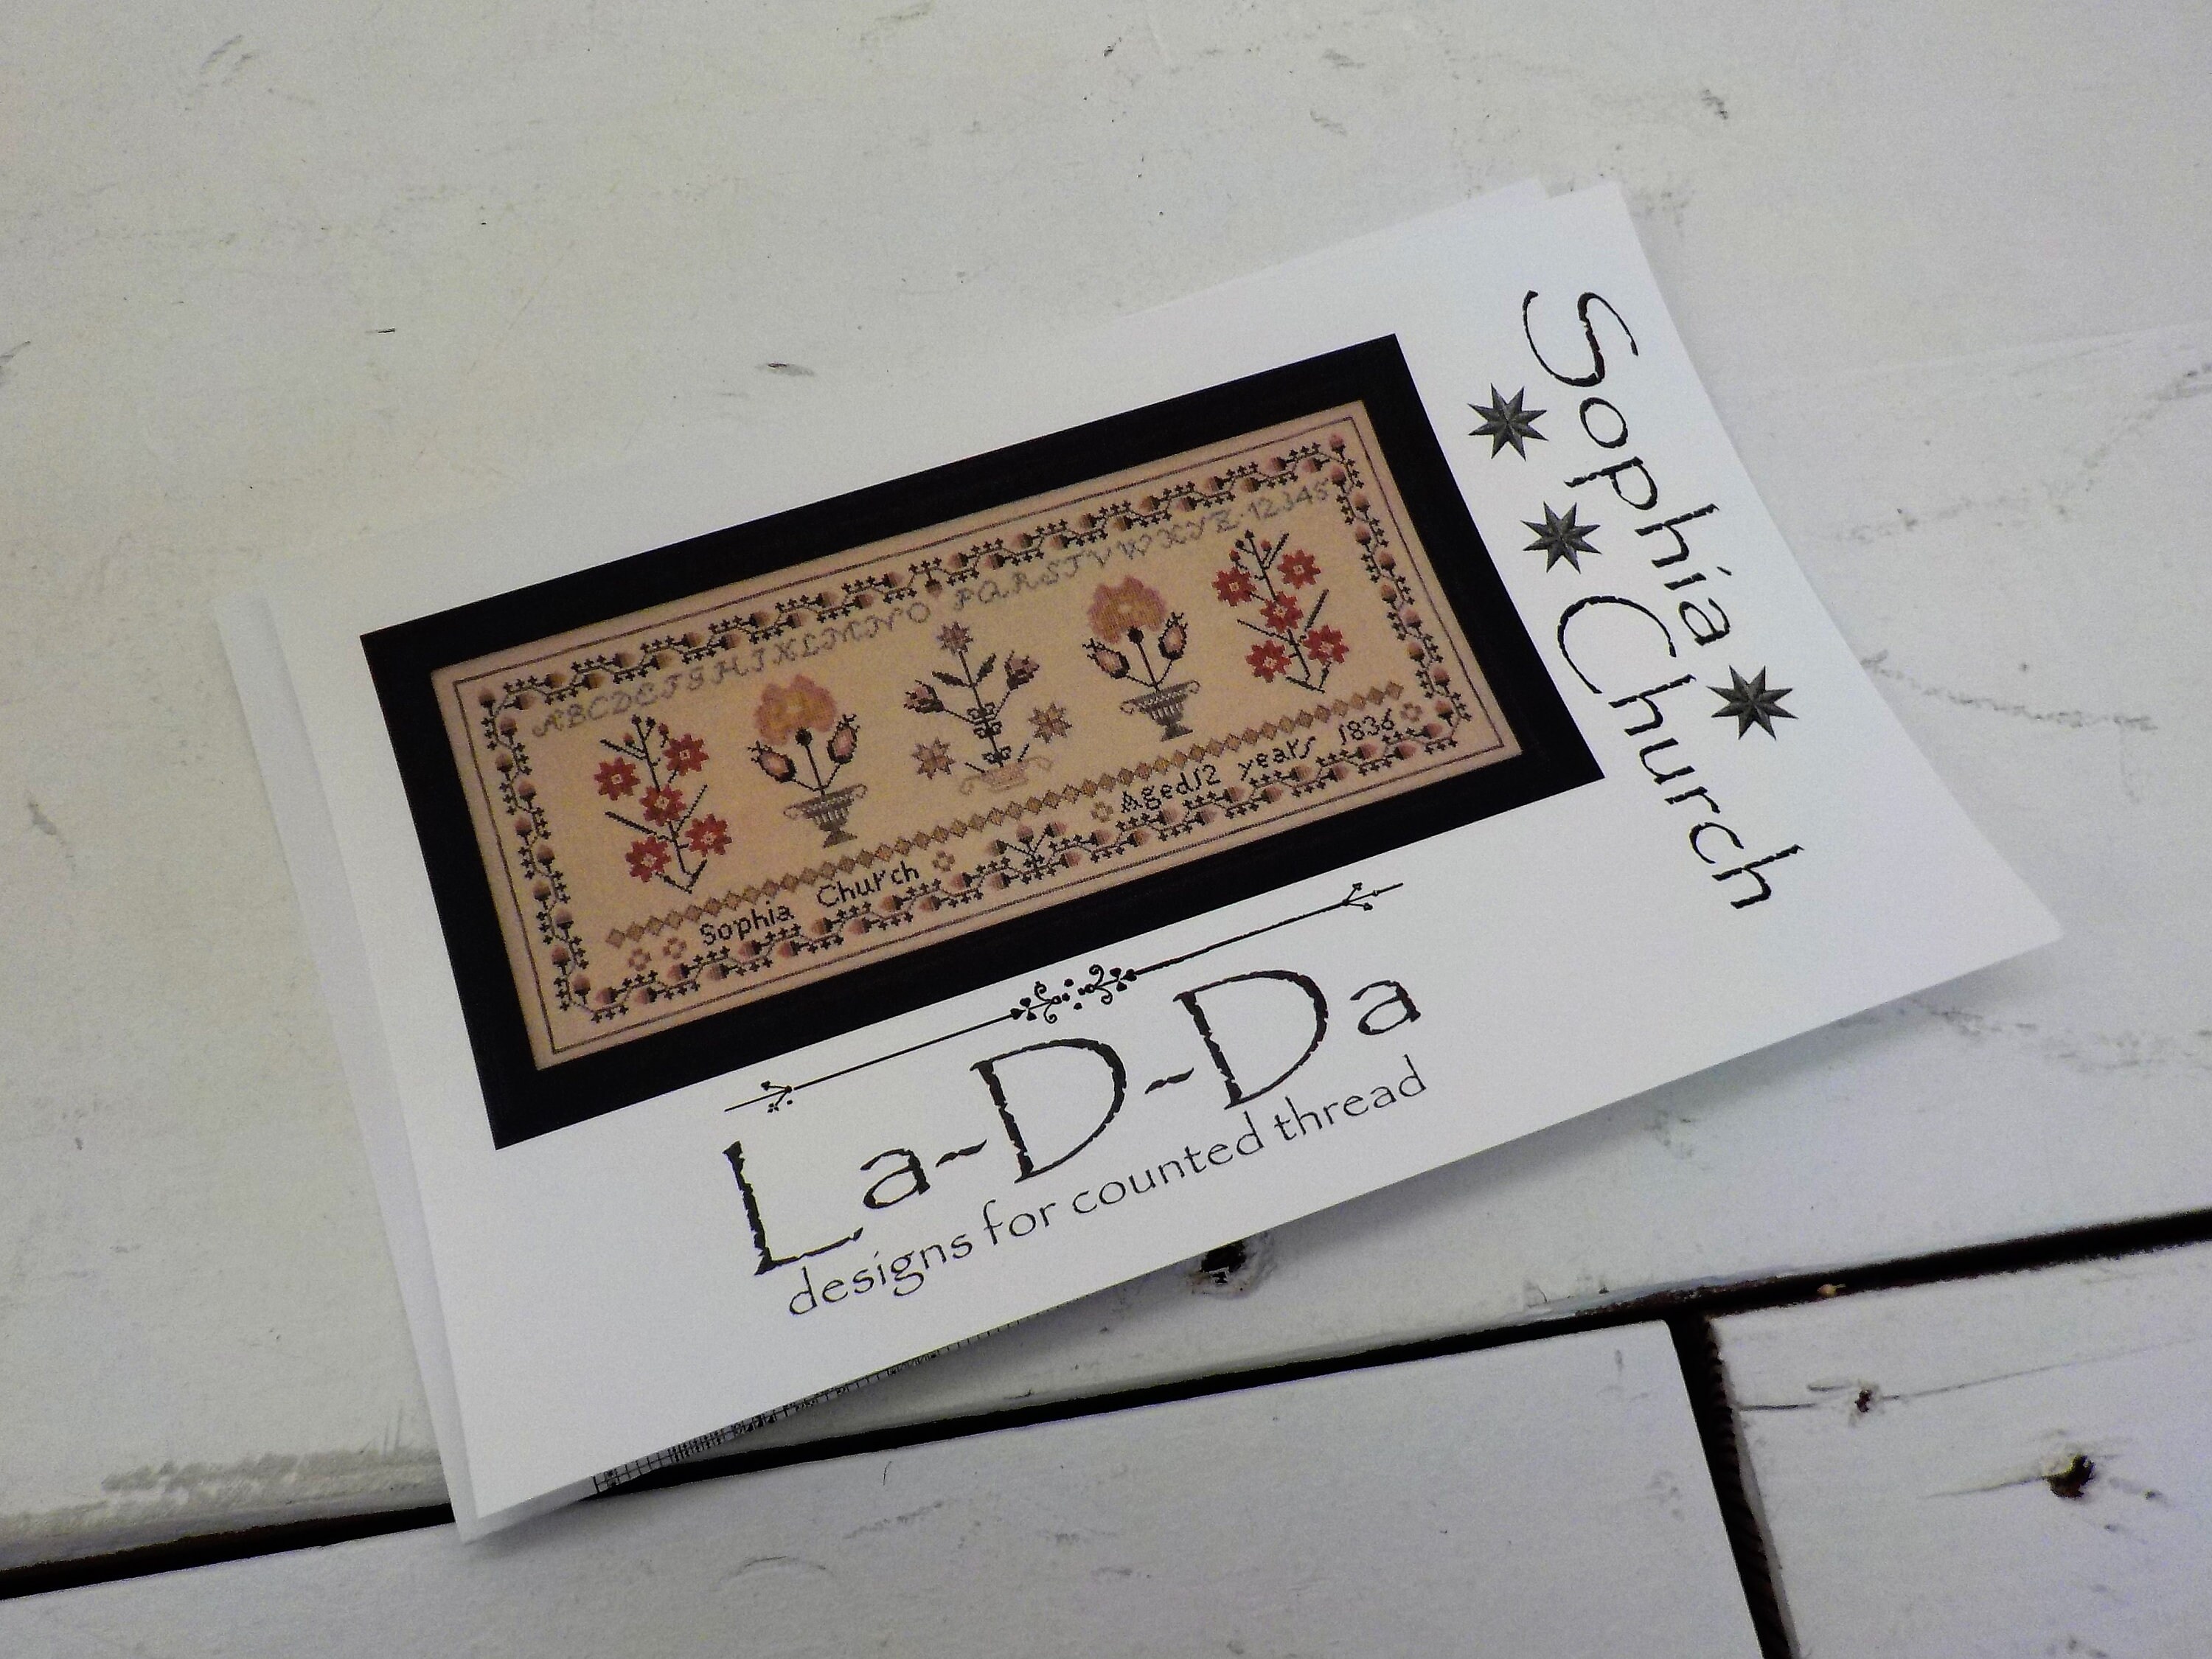 Sophia
Church
ABCDEFGHIKLMNO PQRSTVWXYZ·12345
Sophia Church
Aged12 years 1836
La-D-Da
designs for counted thread